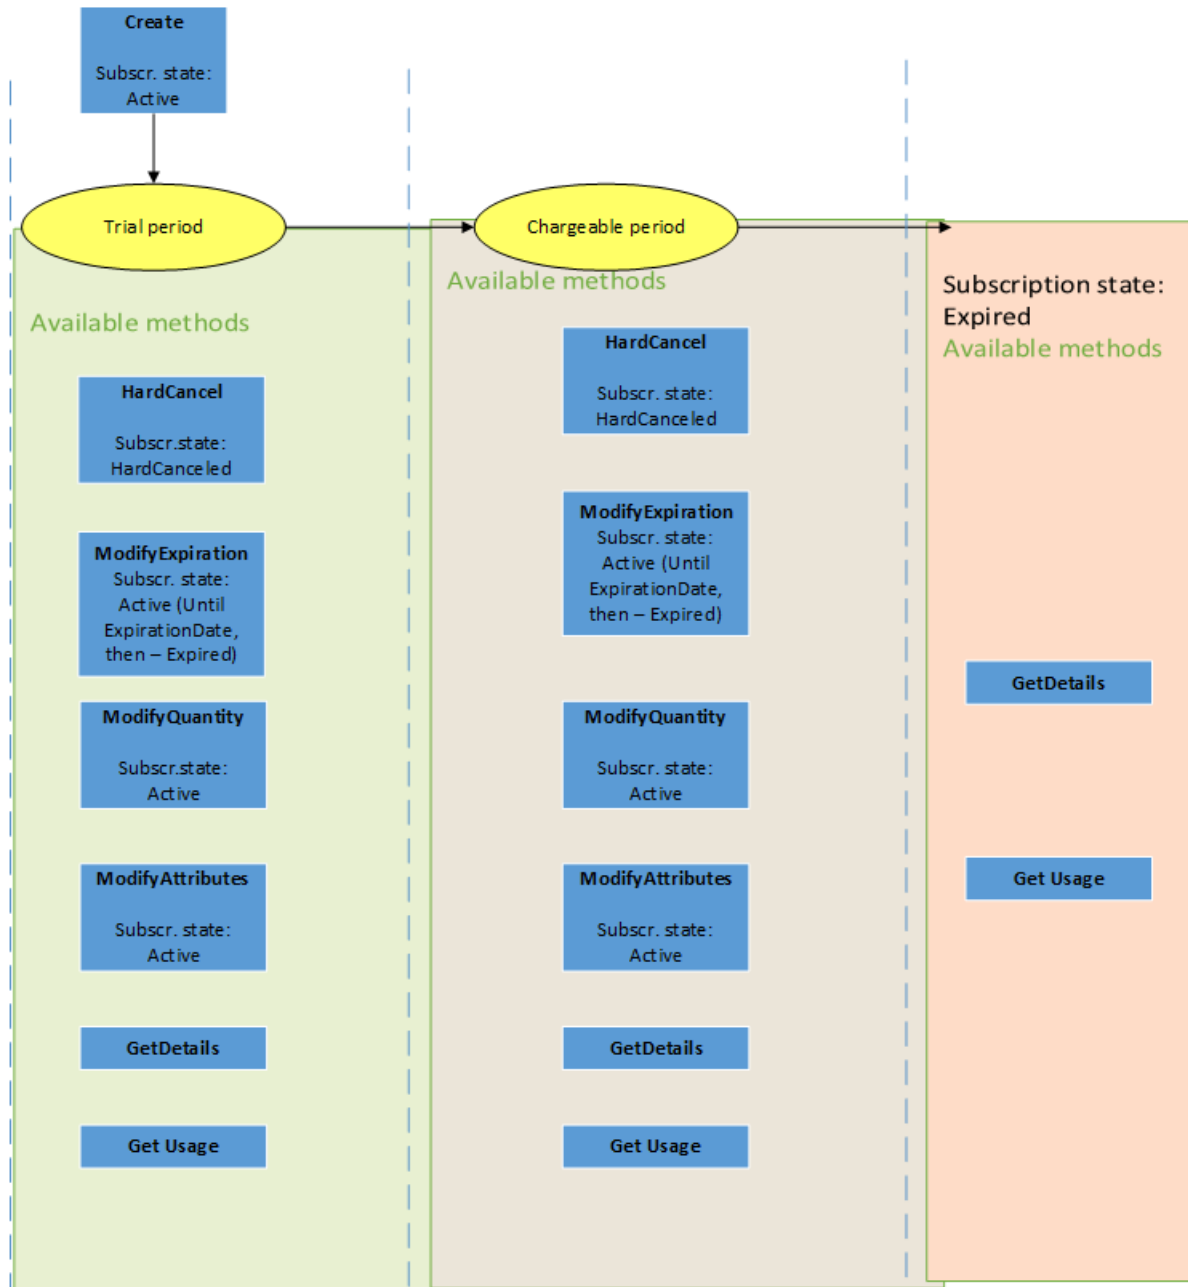 Create
Subscr. state:
Active
Trial period
Available methods
HardCancel
Subscr.state:
HardCanceled
ModifyExpiration
Subscr. state:
Active (Until
ExpirationDate,
then – Expired)
ModifyQuantity
Subscr.state:
Active
ModifyAttributes
Subscr. state:
Active
GetDetails
Get Usage
Chargeable period
Available methods
HardCancel
Subscr. state:
HardCanceled
ModifyExpiration
Subscr. state:
Active (Until
ExpirationDate,
then – Expired)
ModifyQuantity
Subscr. state:
Active
ModifyAttributes
Subscr. state:
Active
GetDetails
Get Usage
Subscription state:
Expired
Available methods
GetDetails
Get Usage